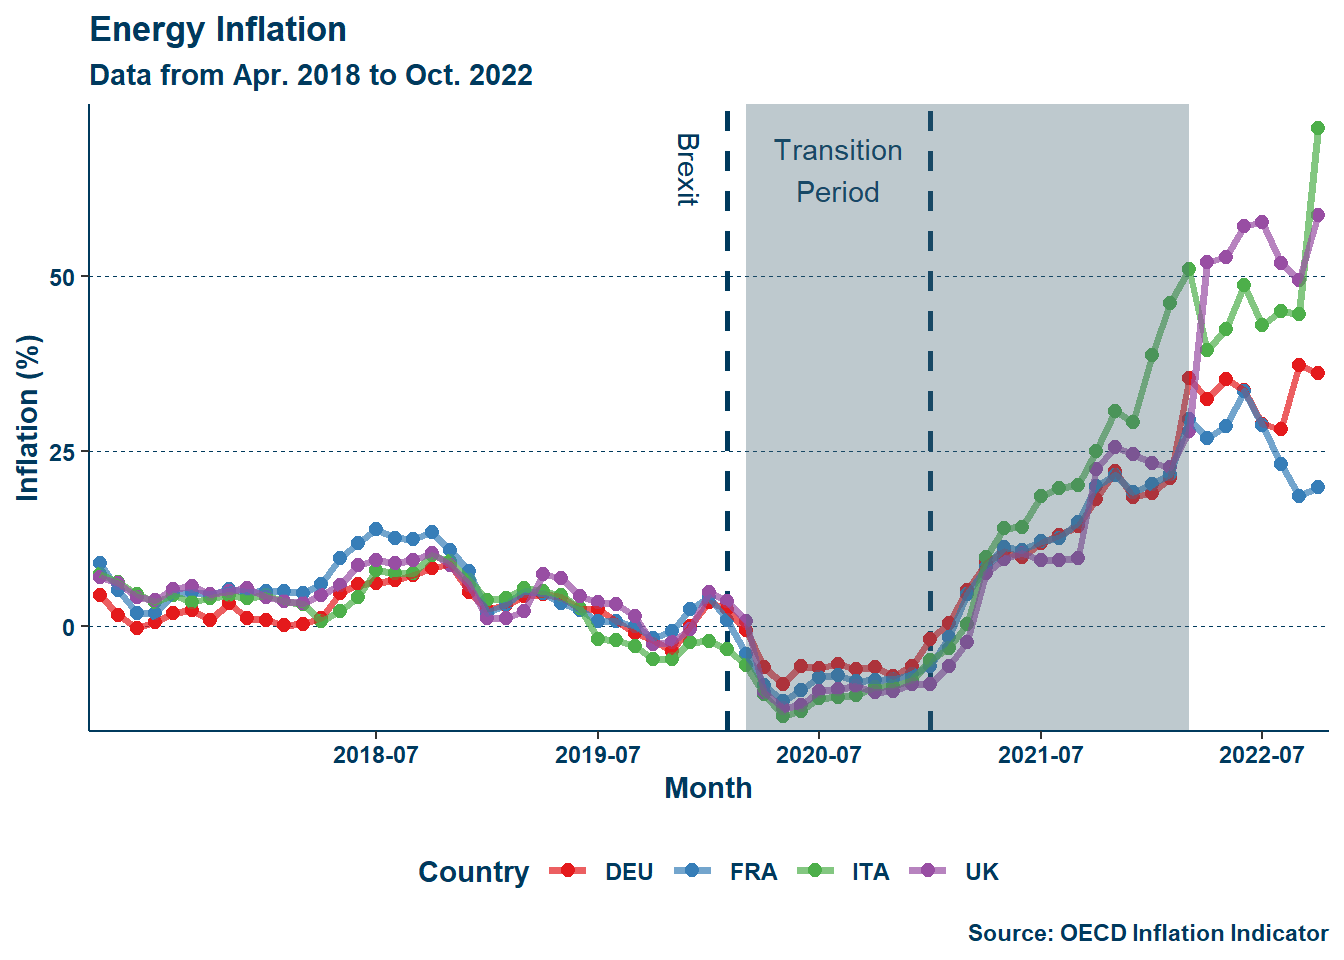 Energy Inflation
Data from Apr. 2018 to Oct. 2022
Brexit
Transition
Period
Inflation (%)
50
25
0
2018-07
2019-07
2020-07
2021-07
2022-07
Month
Country
DEU
FRA
ITA
UK
Source: OECD Inflation Indicator